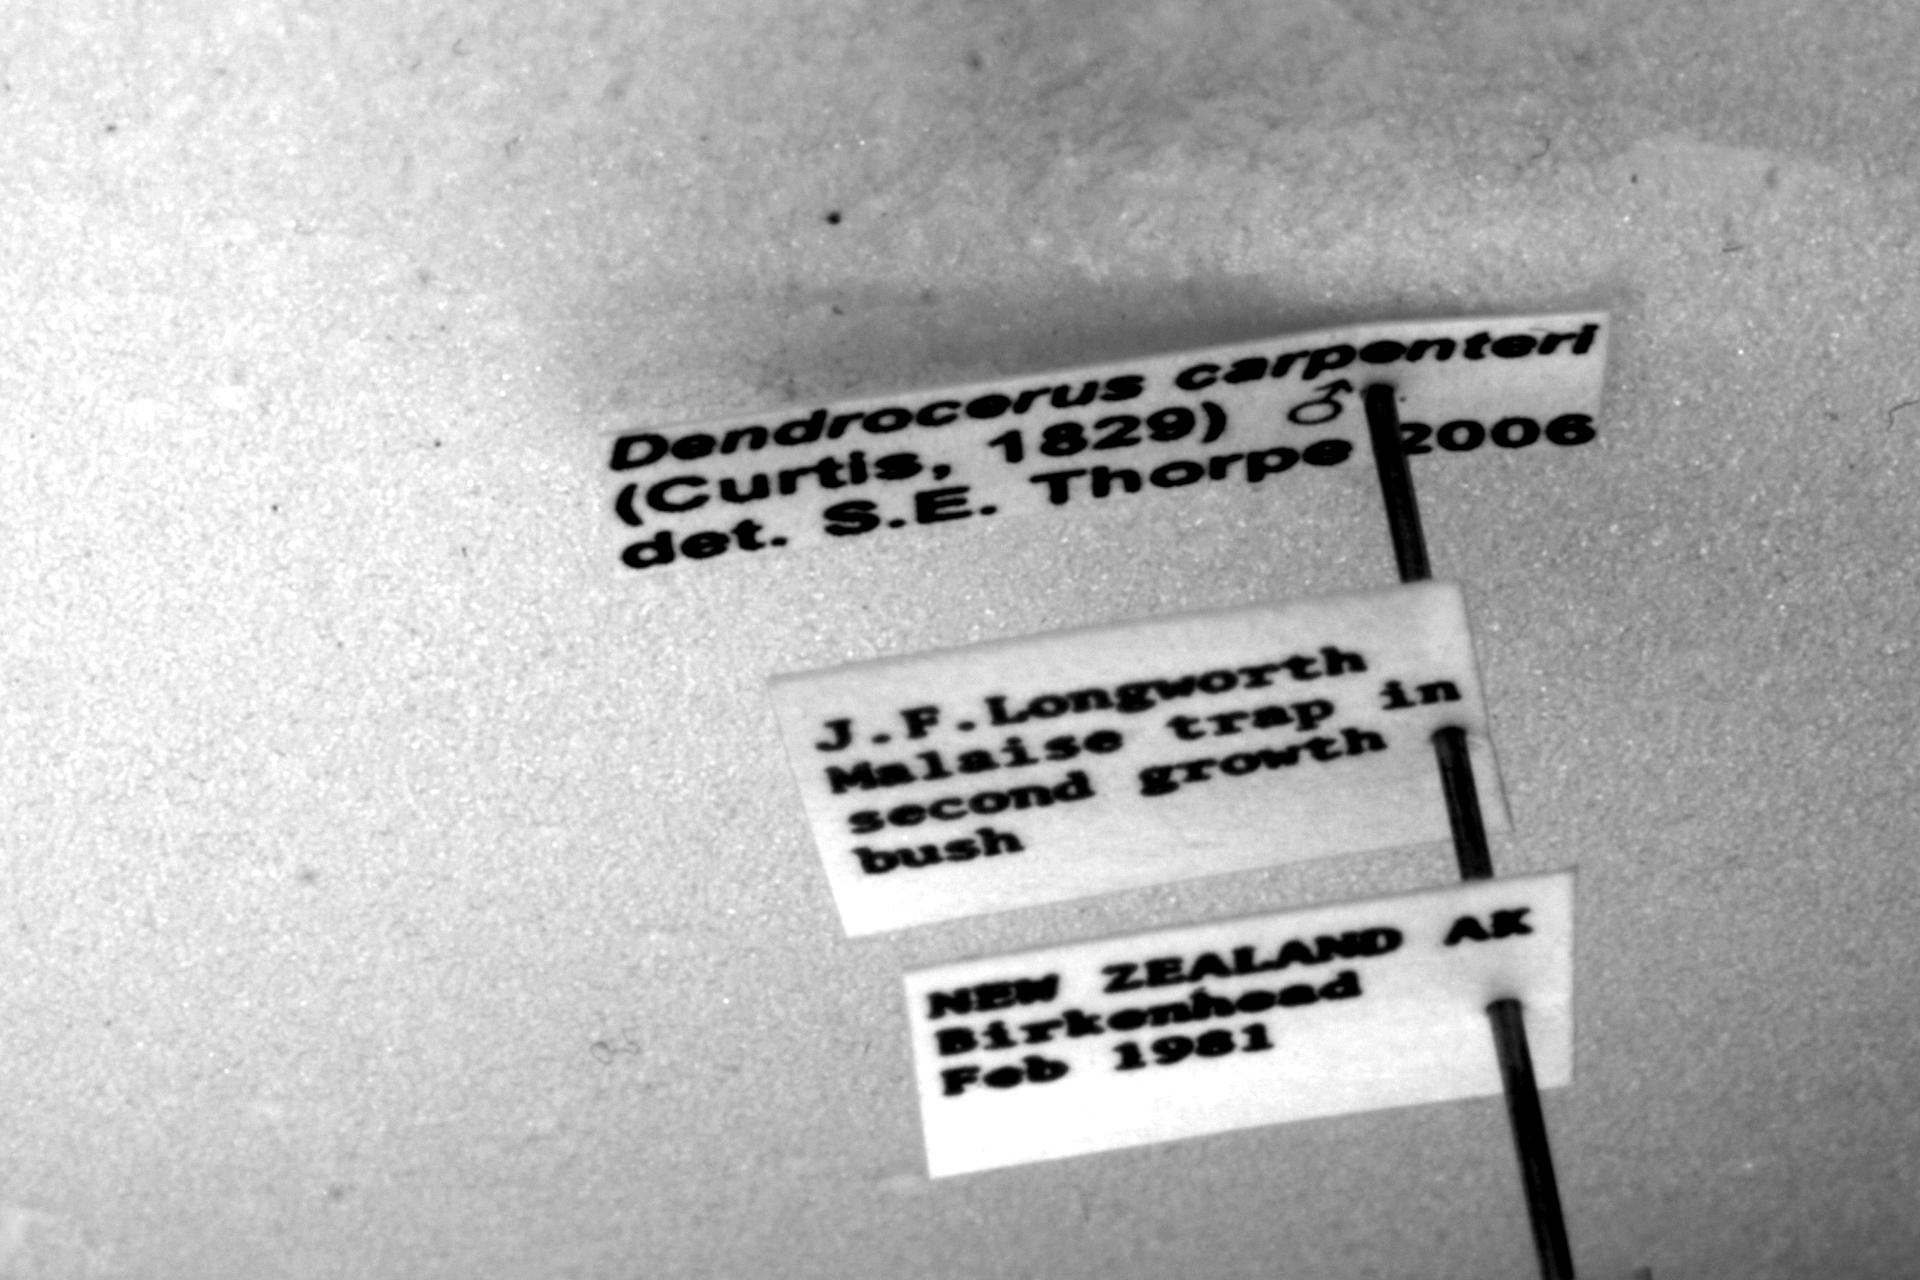 Dendrocerus carpenteri
(Curtis, 1829) ♂
det. S.E. Thorpe 2006
J.F.Longworth
Malaise trap in
second growth
bush
NEW ZEALAND AK
Birkenhead
Feb 1981